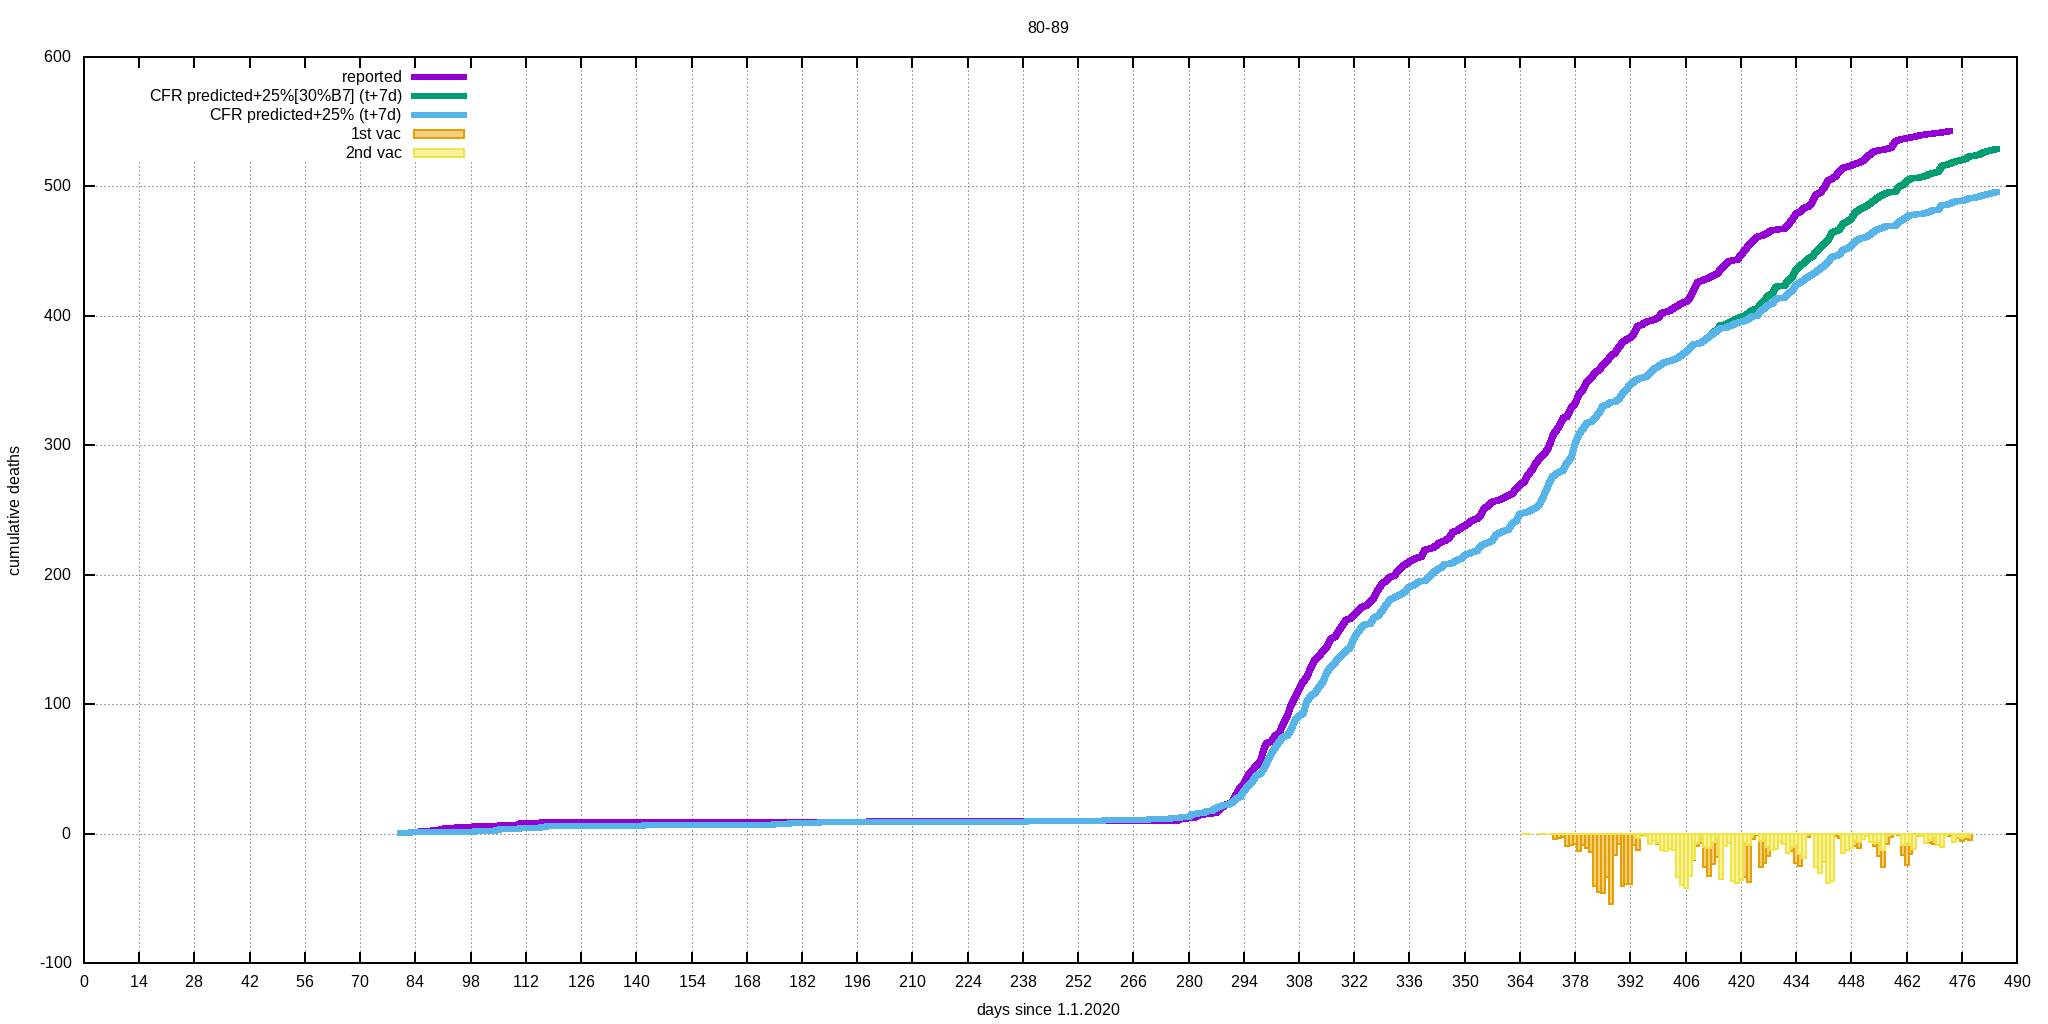 80-89
600
500
400
300
200
100
0
-100
cumulative deaths
reported
CFR predicted+25%[30%B7] (t+7d)
CFR predicted+25% (t+7d)
1st vac
2nd vac
0 14 28 42 56 70 84 98 112 126 140 154 168 182 196 210 224 238 252 266 280 294 308 322 336 350 364 378 392 406 420 434 448 462 476 490
days since 1.1.2020